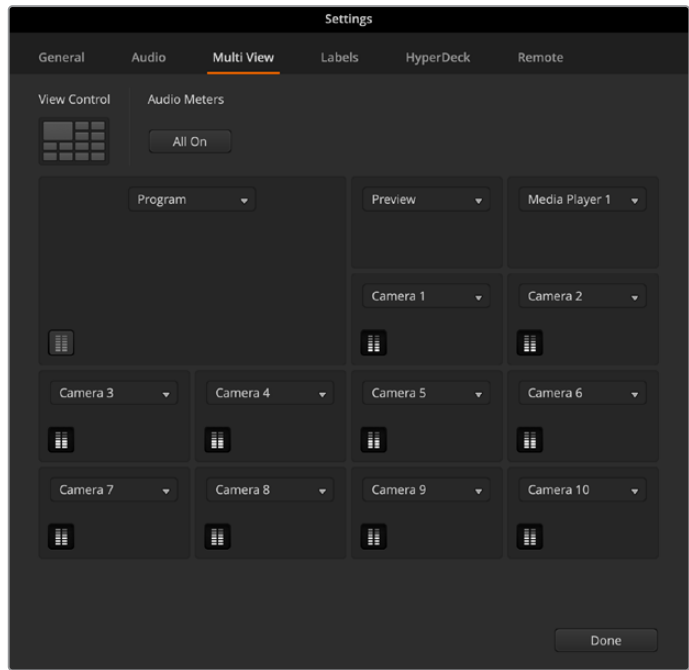 Settings
General Audio Multi View Labels HyperDeck Remote
View Control Audio Meters
All On
Program Preview Media Player 1
Camera 1 Camera 2
Camera 3 Camera 4 Camera 5 Camera 6
Camera 7 Camera 8 Camera 9 Camera 10
Done